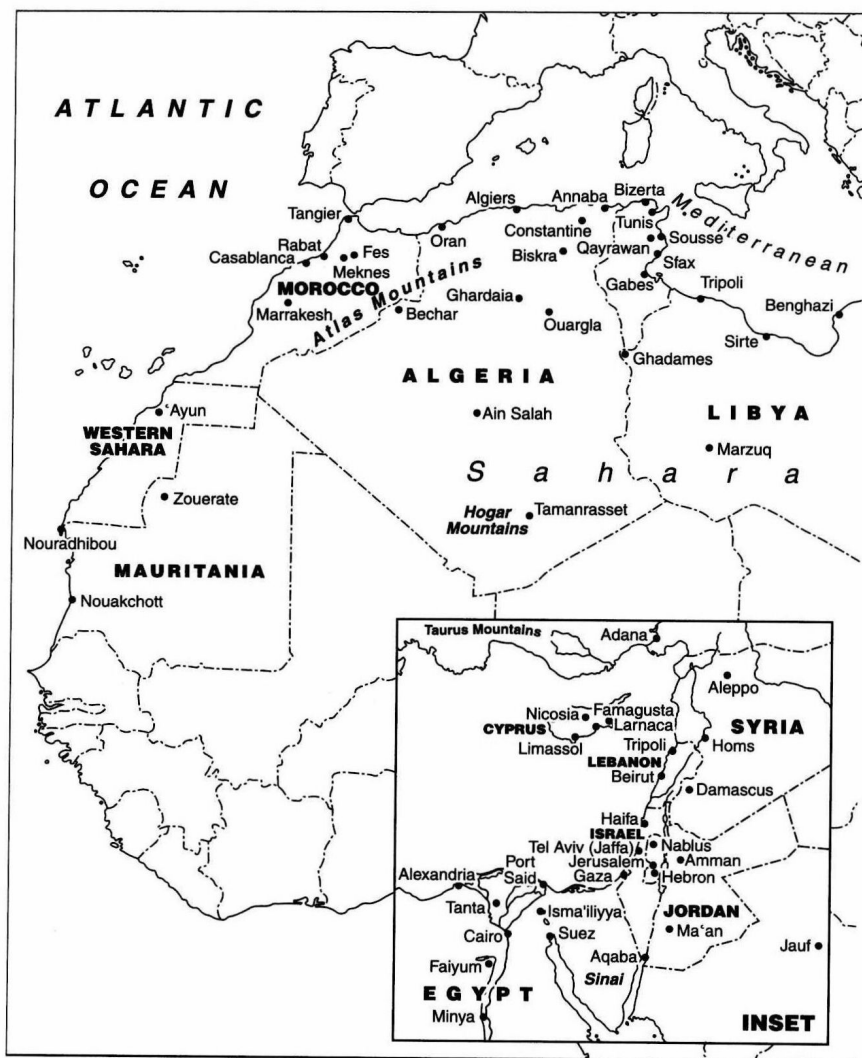 ATLANTIC
OCEAN
Tangier
Algiers
Annaba
Bizerta
Mediterranean
Oran
Constantine
Tunis
Rabat
Fes
Casablanca
Meknes
Biskra
Qayrawan
Sousse
Sfax
MOROCCO
Atlas Mountains
Gabes
Tripoli
Marrakesh
Bechar
Ghardaia
Ouargla
Benghazi
Sirte
Ghadames
ALGERIA
ʿAyun
Ain Salah
LIBYA
WESTERN
SAHARA
Marzuq
Sahara
Zouerate
Hogar
Mountains
Tamanrasset
Nouradhibou
MAURITANIA
Nouakchott
Taurus Mountains
Adana
Aleppo
Nicosia
Famagusta
CYPRUS
Larnaca
SYRIA
Limassol
Tripoli
Homs
LEBANON
Beirut
Damascus
Haifa
ISRAEL
Tel Aviv (Jaffa)
Nablus
Jerusalem
Amman
Alexandria
Port
Said
Gaza
Hebron
Tanta
Isma'iliyya
JORDAN
Cairo
Suez
Maʿan
Jauf
Faiyum
Aqaba
Sinai
EGYPT
Minya
INSET